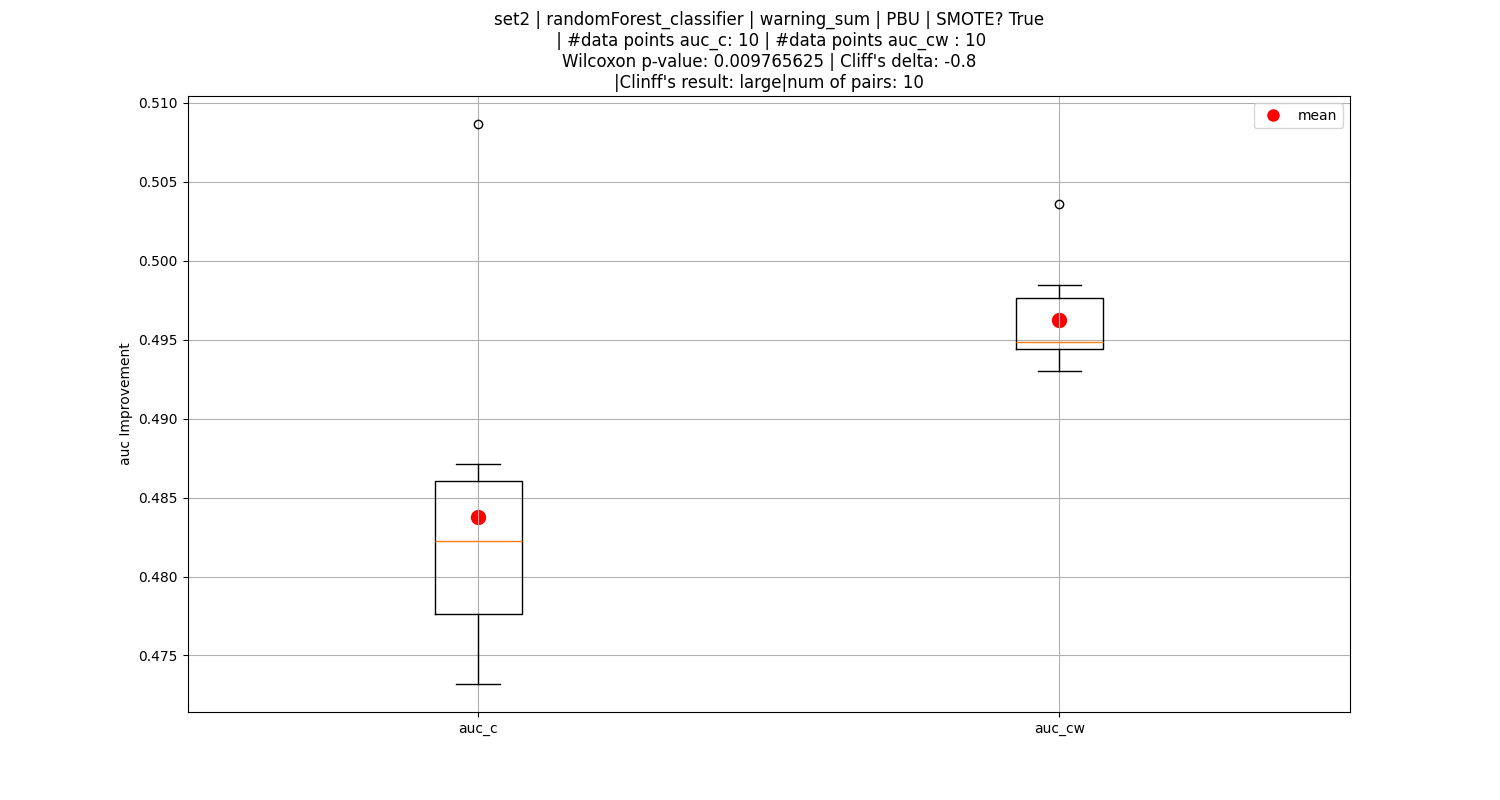 set2 | randomForest_classifier | warning_sum | PBU | SMOTE? True
| #data points auc_c: 10 | #data points auc_cw : 10
Wilcoxon p-value: 0.009765625 | Cliff's delta: -0.8
|Clinff's result: large|num of pairs: 10
mean
0.510
0.505
0.500
0.495
0.490
0.485
0.480
0.475
auc Improvement
auc_c
auc_cw